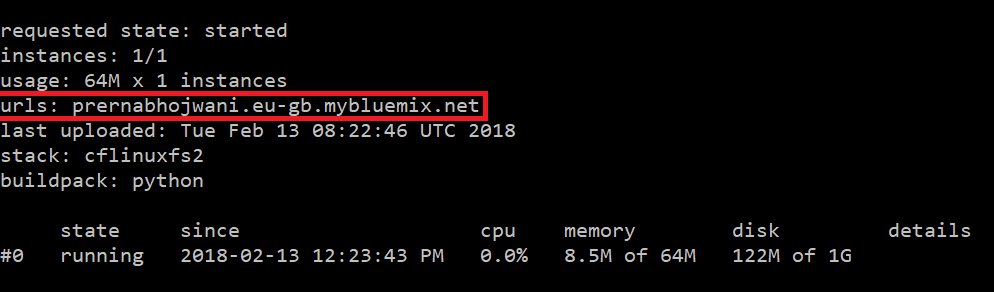 requested state: started
instances: 1/1
usage: 64M x 1 instances
urls: prernabhojwani.eu-gb.mybluemix.net
last uploaded: Tue Feb 13 08:22:46 UTC 2018
stack: cflinuxfs2
buildpack: python
state since cpu memory disk details
#0 running 2018-02-13 12:23:43 PM 0.0% 8.5M of 64M 122M of 1G